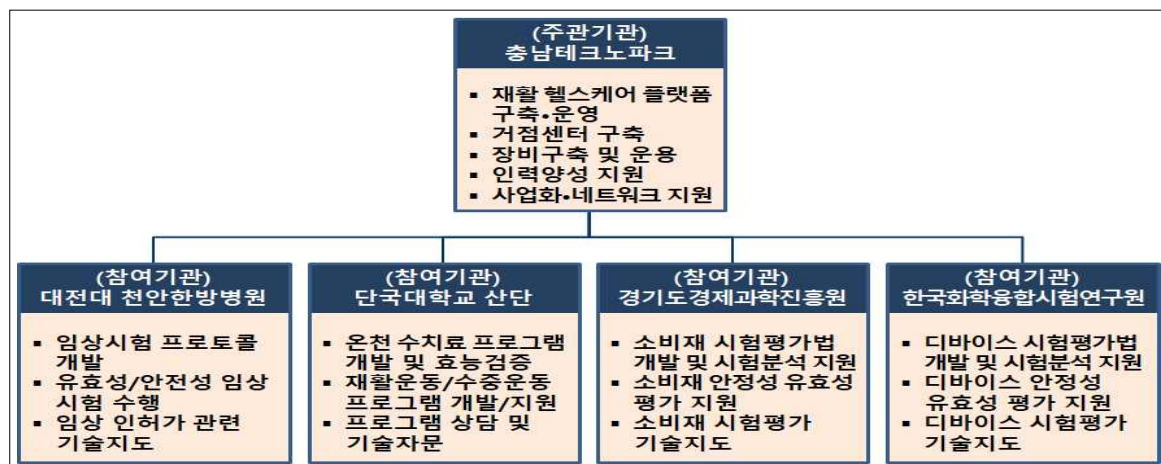 (주관기관)
충남테크노파크
▪ 재활 헬스케어 플랫폼
구축•운영
▪ 거점센터 구축
▪ 장비구축 및 운용
▪ 인력양성 지원
▪ 사업화•네트워크 지원
(참여기관)
대전대 천안한방병원
▪ 임상시험 프로토콜
개발
▪ 유효성/안전성 임상
시험 수행
▪ 임상 인허가 관련
기술지도
(참여기관)
단국대학교 산단
▪ 온천 수치료 프로그램
개발 및 효능검증
▪ 재활운동/수중운동
프로그램 개발/지원
▪ 프로그램 상담 및
기술자문
(참여기관)
경기도경제과학진흥원
▪ 소비재 시험평가법
개발 및 시험분석 지원
▪ 소비재 안정성 유효성
평가 지원
▪ 소비재 시험평가
기술지도
(참여기관)
한국화학융합시험연구원
▪ 디바이스 시험평가법
개발 및 시험분석 지원
▪ 디바이스 안정성
유효성 평가 지원
▪ 디바이스 시험평가
기술지도